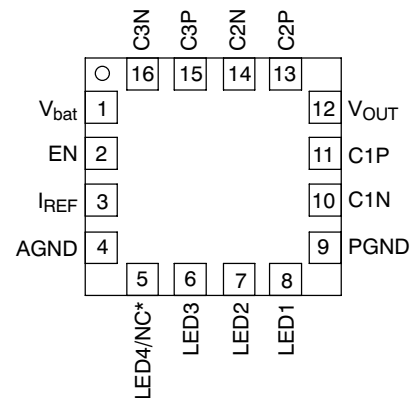 C3N
C3P
C2N
C2P
16 15 14 13
Vbat 1
EN 2
IREF 3
AGND 4
12 VOUT
11 C1P
10 C1N
9 PGND
5 6 7 8
LED4/NC*
LED3
LED2
LED1